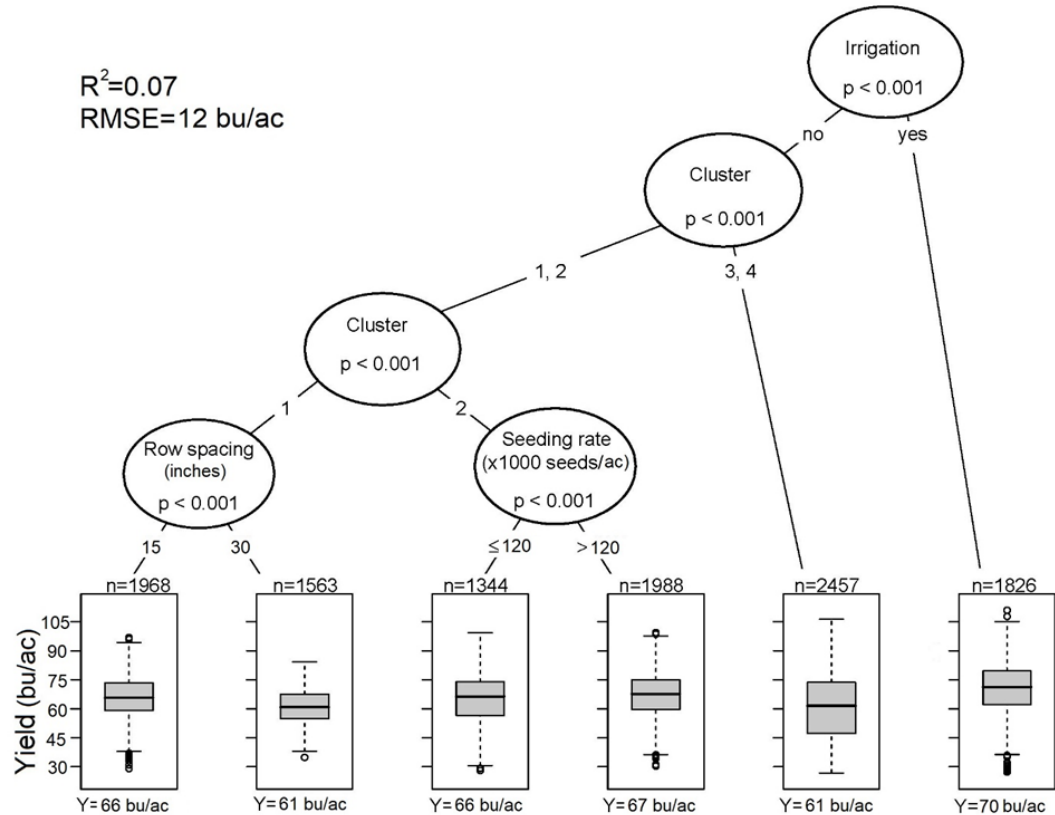 R²=0.07
RMSE=12 bu/ac
Irrigation
p < 0.001
no
yes
Cluster
p < 0.001
1, 2
3, 4
Cluster
p < 0.001
1
2
Row spacing
(inches)
p < 0.001
Seeding rate
(x1000 seeds/ac)
p < 0.001
15
30
≤120
>120
n=1968
n=1563
n=1344
n=1988
n=2457
n=1826
Yield (bu/ac)
105
90
75
60
45
30
Y=66 bu/ac
Y=61 bu/ac
Y=66 bu/ac
Y=67 bu/ac
Y=61 bu/ac
Y=70 bu/ac